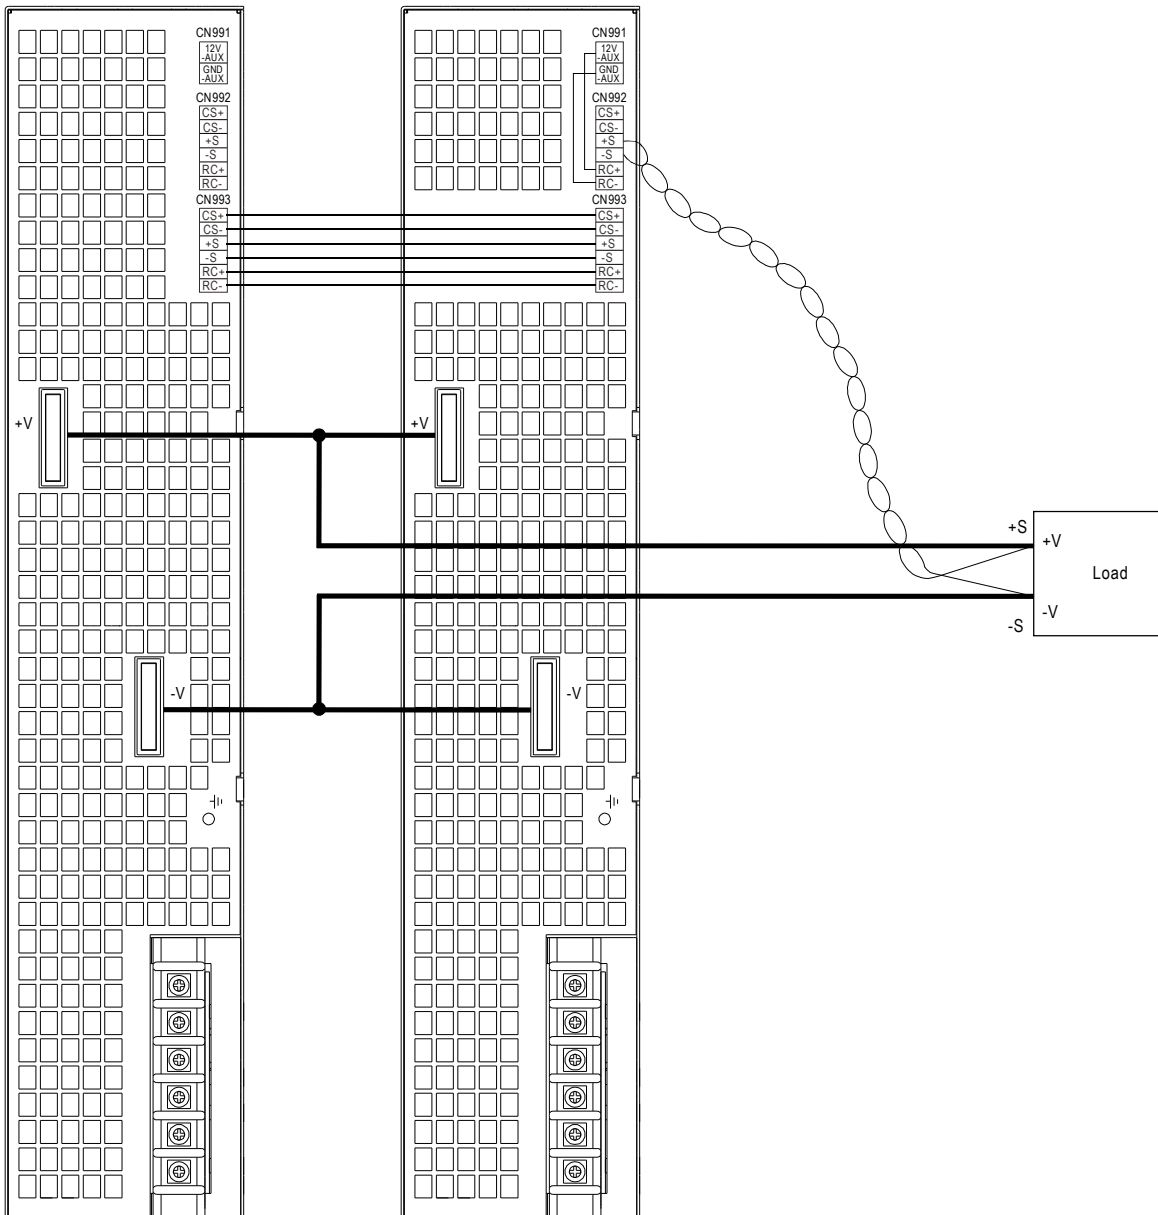 CN991
12V
-AUX
GND
-AUX
CN992
CS+
CS-
+S
-S
RC+
RC-
CN993
CS+
CS-
+S
-S
RC+
RC-
+V
-V
CN991
12V
-AUX
GND
-AUX
CN992
CS+
CS-
+S
-S
RC+
RC-
CN993
CS+
CS-
+S
-S
RC+
RC-
+V
-V
+S
+V
Load
-V
-S